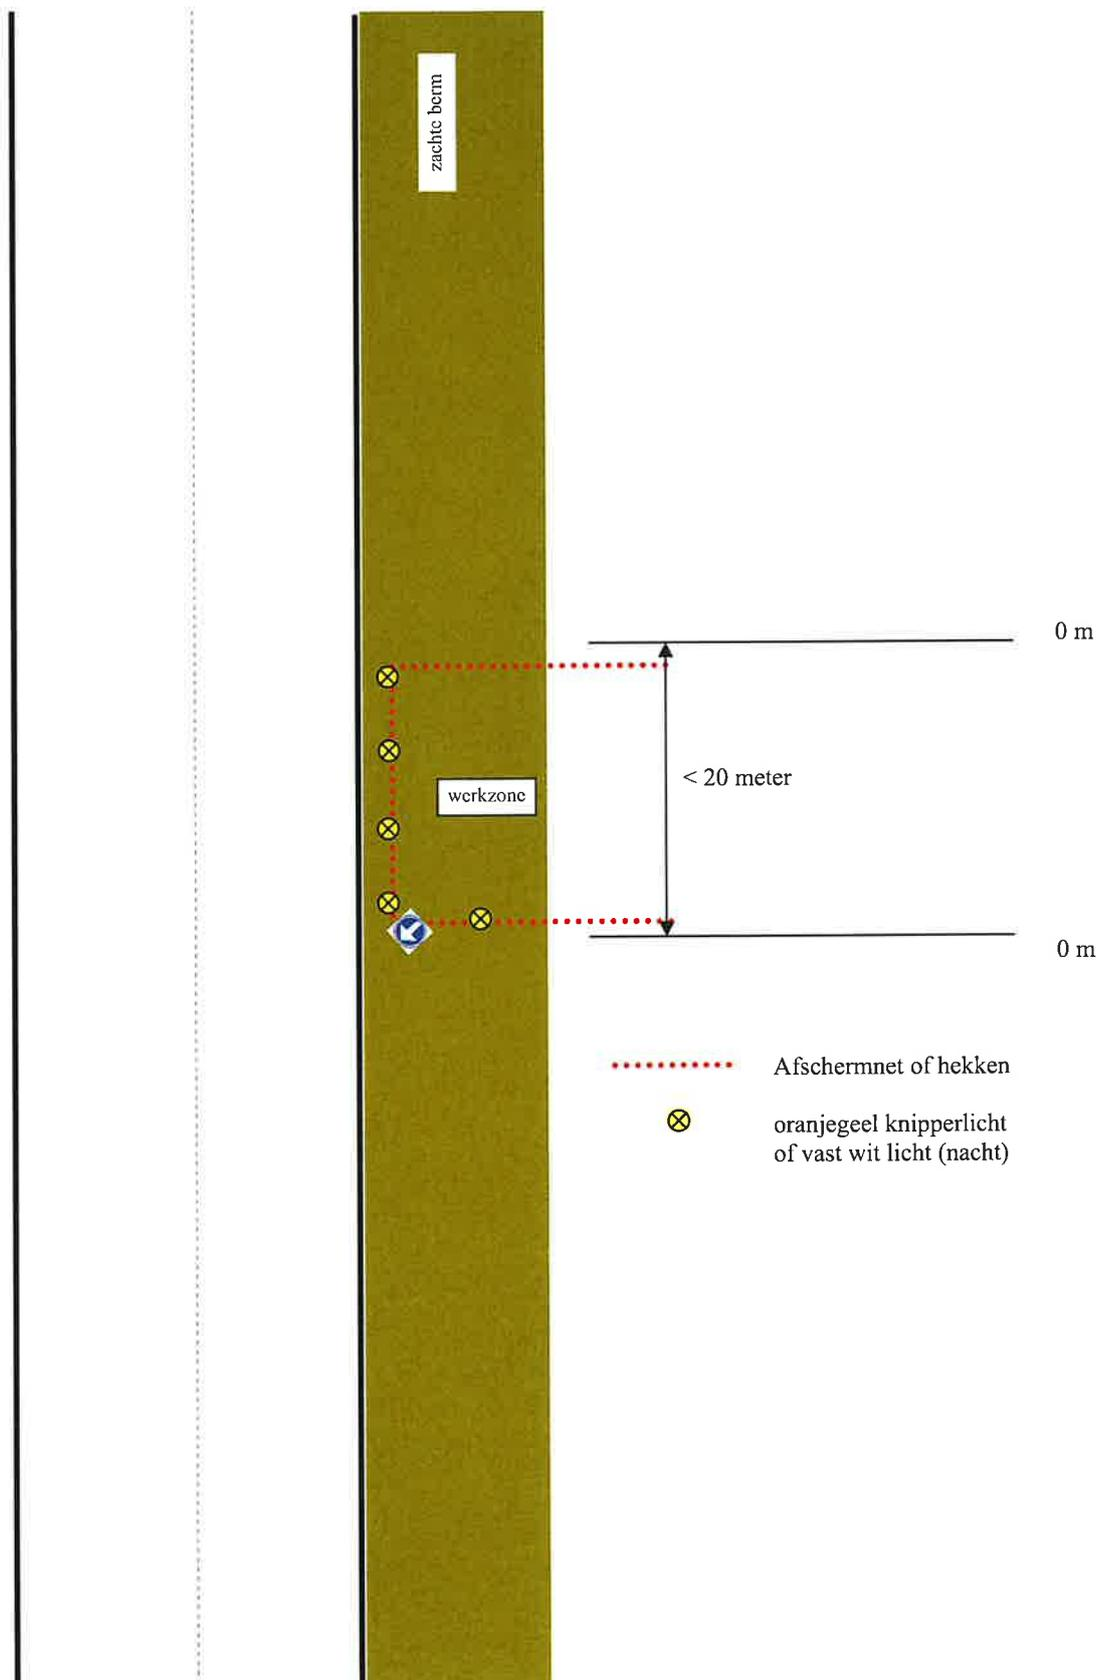 zachte berm
0 m
< 20 meter
werkzone
0 m
Afschermnet of hekken
oranjegeel knipperlicht
of vast wit licht (nacht)